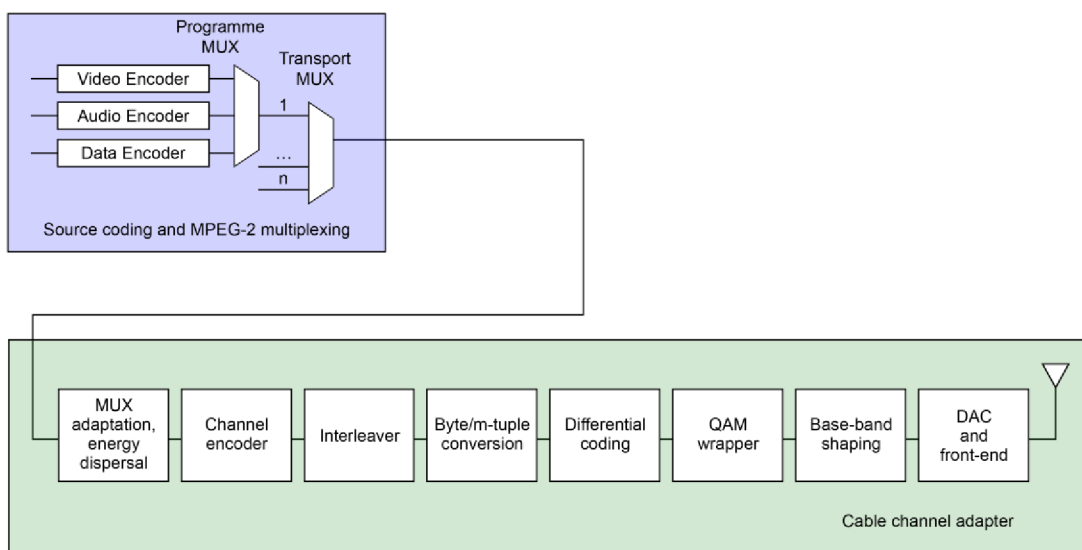 Programme
MUX
Transport
MUX
Video Encoder
Audio Encoder
Data Encoder
1
...
n
Source coding and MPEG-2 multiplexing
MUX
adaptation,
energy
dispersal
Channel
encoder
Interleaver
Byte/m-tuple
conversion
Differential
coding
QAM
wrapper
Base-band
shaping
DAC
and
front-end
Cable channel adapter